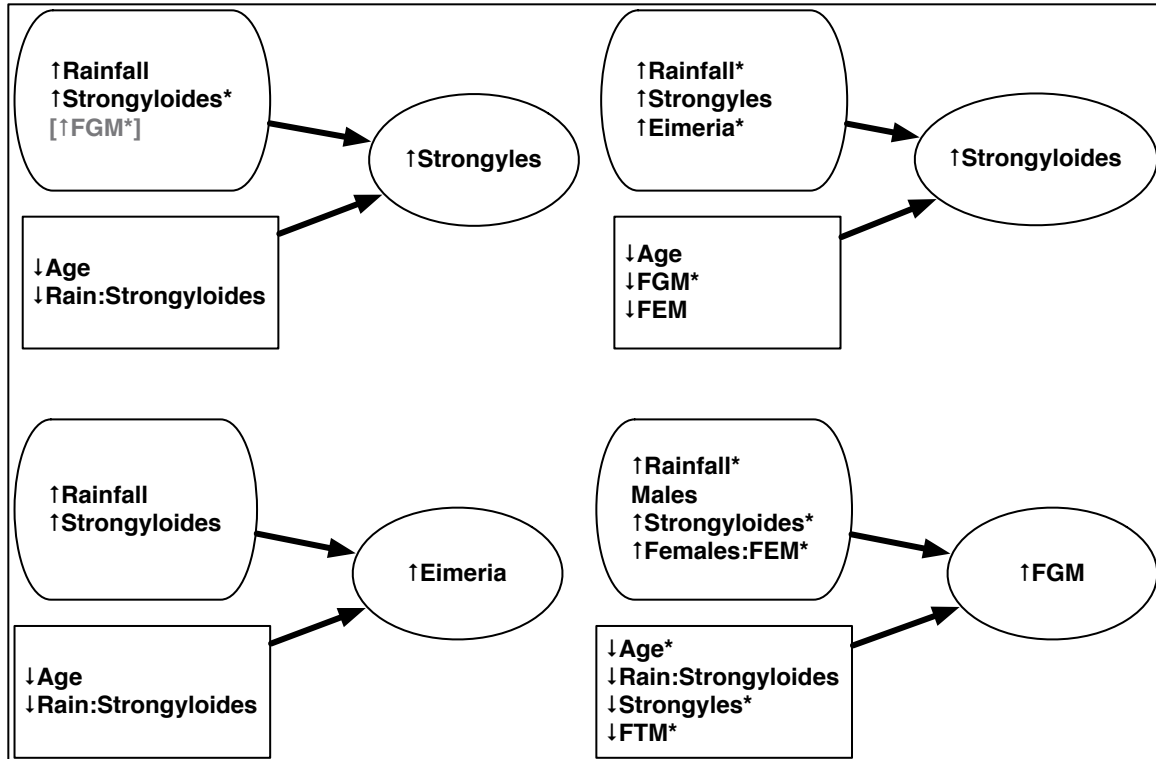 ↑Rainfall
↑Strongyloides*
[↑FGM*]
↑Strongyles
↓Age
↓Rain:Strongyloides
↑Rainfall*
↑Strongyles
↑Eimeria*
↑Strongyloides
↓Age
↓FGM*
↓FEM
↑Rainfall
↑Strongyloides
↑Eimeria
↓Age
↓Rain:Strongyloides
↑Rainfall*
Males
↑Strongyloides*
↑Females:FEM*
↑FGM
↓Age*
↓Rain:Strongyloides
↓Strongyles*
↓FTM*